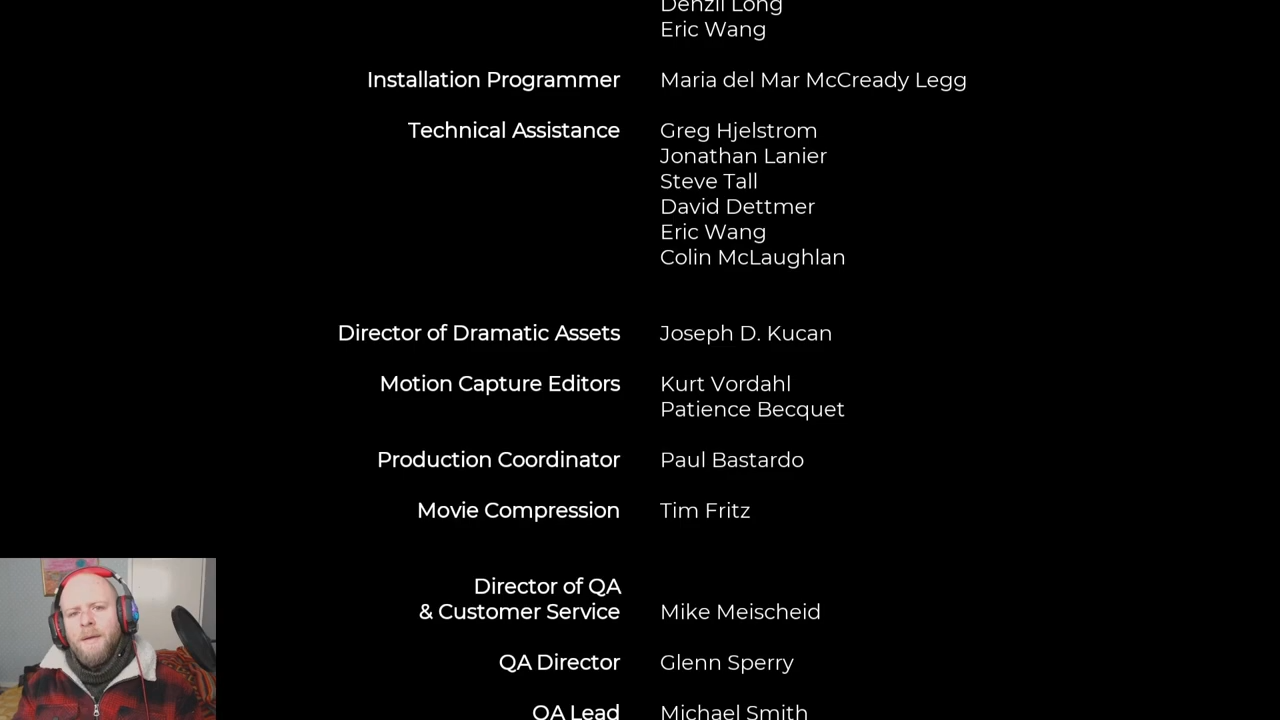 Denzil Long
Eric Wang
Installation Programmer Maria del Mar McCready Legg
Technical Assistance Greg Hjelstrom
Jonathan Lanier
Steve Tall
David Dettmer
Eric Wang
Colin McLaughlan
Director of Dramatic Assets Joseph D. Kucan
Motion Capture Editors Kurt Vordahl
Patience Becquet
Production Coordinator Paul Bastardo
Movie Compression Tim Fritz
Director of QA
& Customer Service Mike Meischeid
QA Director Glenn Sperry
QA Lead Michael Smith